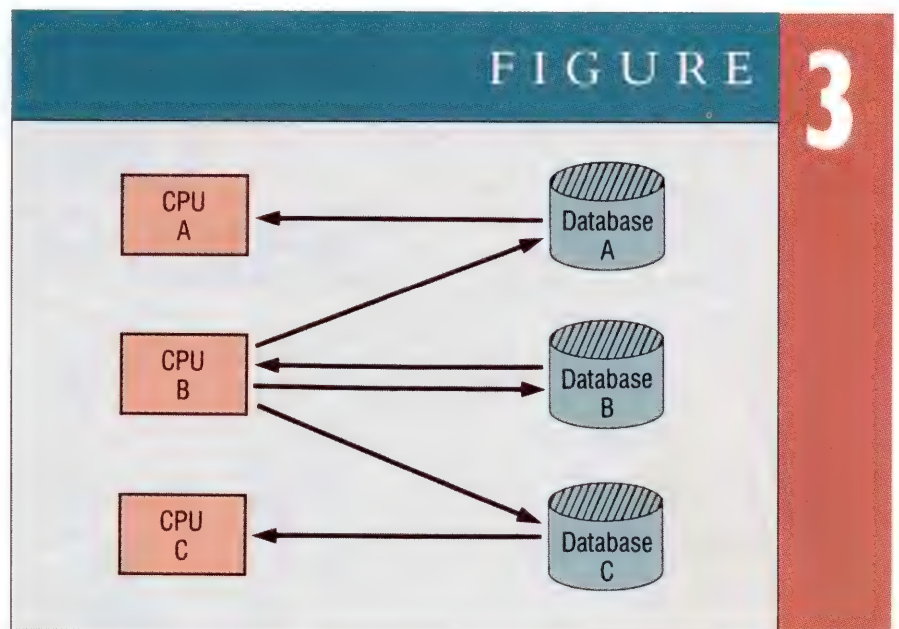 FIGURE 3
CPU
A
Database
A
CPU
B
Database
B
CPU
C
Database
C